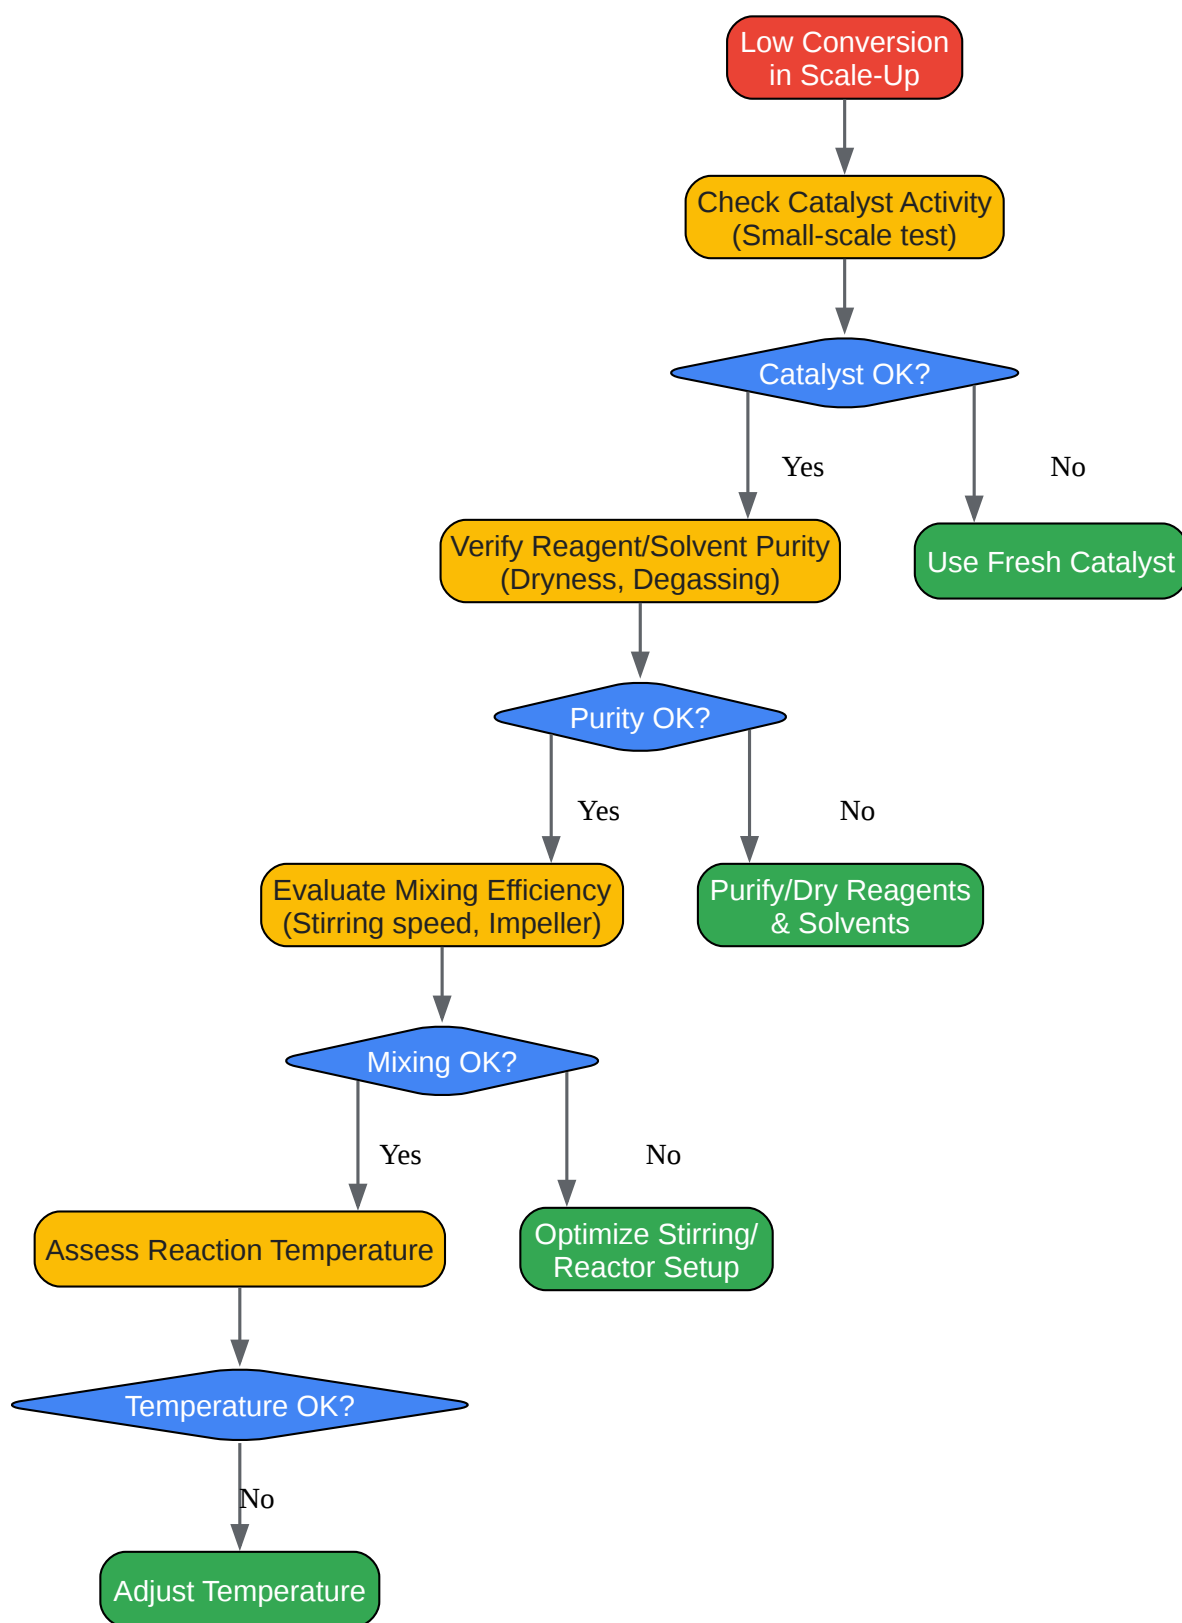 Low Conversion
in Scale-Up
Check Catalyst Activity
(Small-scale test)
Catalyst OK?
Yes
No
Verify Reagent/Solvent Purity
(Dryness, Degassing)
Use Fresh Catalyst
Purity OK?
Yes
No
Evaluate Mixing Efficiency
(Stirring speed, Impeller)
Purify/Dry Reagents
& Solvents
Mixing OK?
Yes
No
Assess Reaction Temperature
Optimize Stirring/
Reactor Setup
Temperature OK?
No
Adjust Temperature